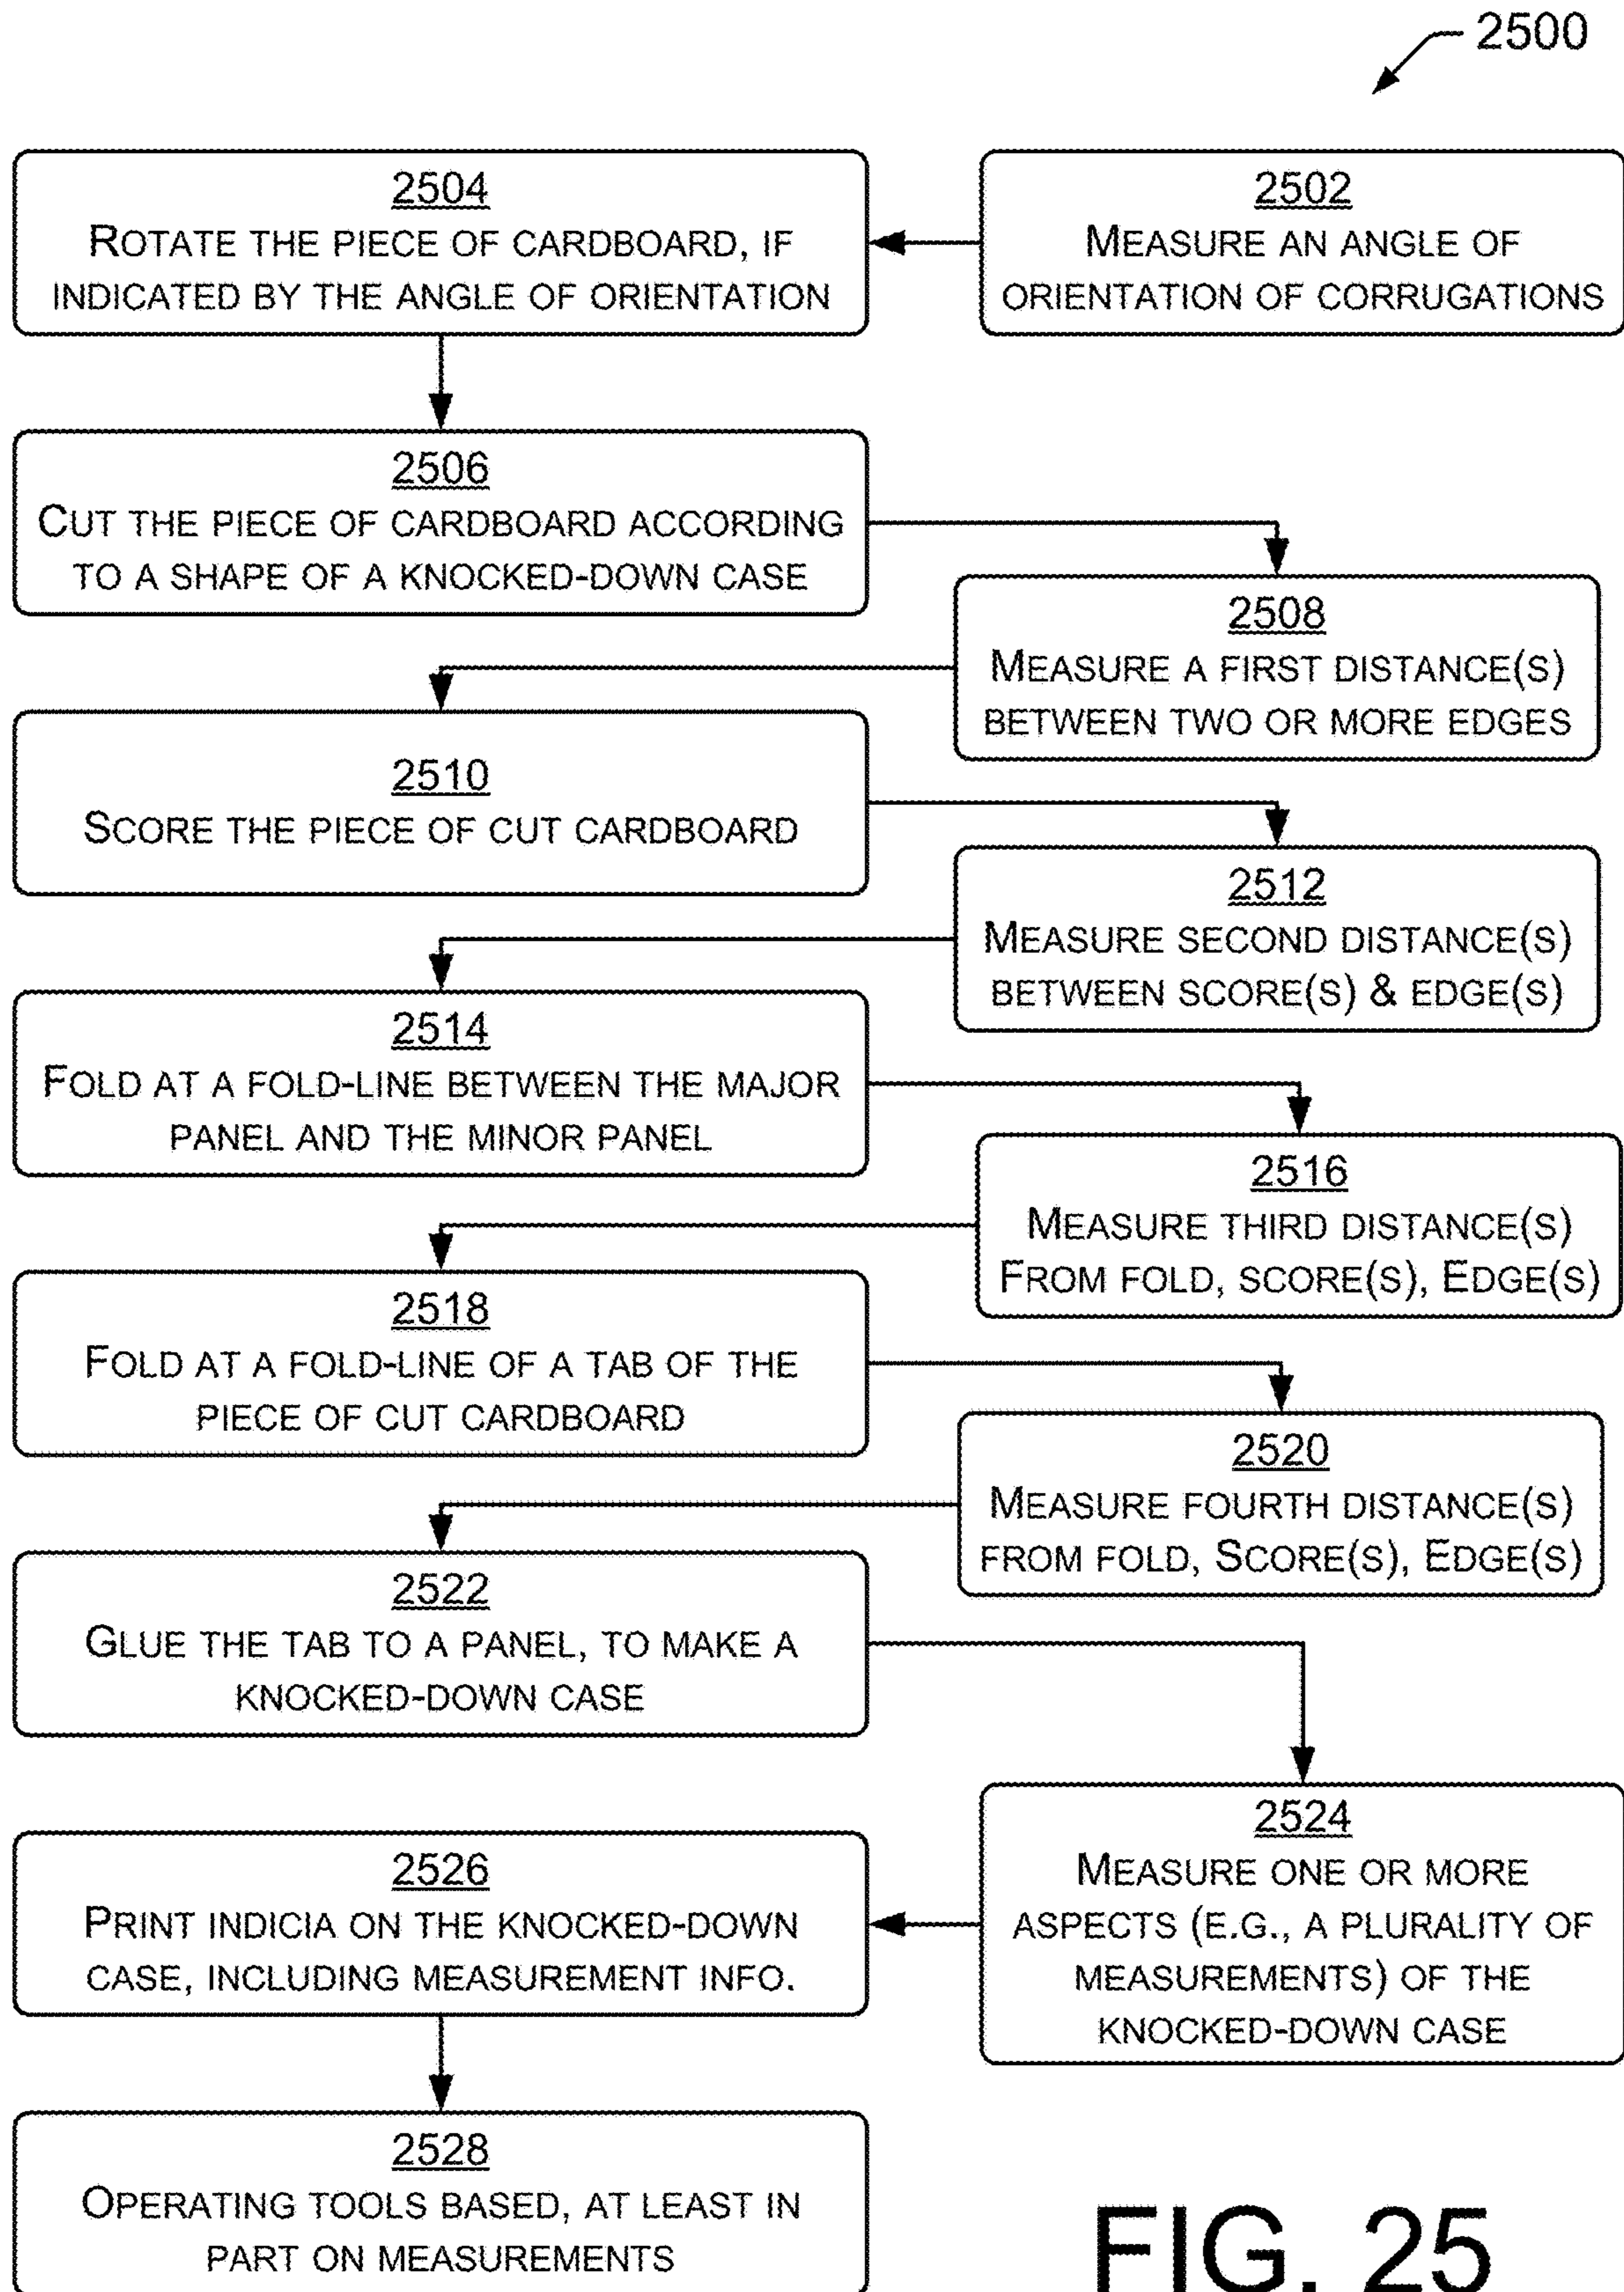 2500
2504
ROTATE THE PIECE OF CARDBOARD, IF
INDICATED BY THE ANGLE OF ORIENTATION
2502
MEASURE AN ANGLE OF
ORIENTATION OF CORRUGATIONS
2506
CUT THE PIECE OF CARDBOARD ACCORDING
TO A SHAPE OF A KNOCKED-DOWN CASE
2508
MEASURE A FIRST DISTANCE(S)
BETWEEN TWO OR MORE EDGES
2510
SCORE THE PIECE OF CUT CARDBOARD
2512
MEASURE SECOND DISTANCE(S)
BETWEEN SCORE(S) & EDGE(S)
2514
FOLD AT A FOLD-LINE BETWEEN THE MAJOR
PANEL AND THE MINOR PANEL
2516
MEASURE THIRD DISTANCE(S)
FROM FOLD, SCORE(S), EDGE(S)
2518
FOLD AT A FOLD-LINE OF A TAB OF THE
PIECE OF CUT CARDBOARD
2520
MEASURE FOURTH DISTANCE(S)
FROM FOLD, SCORE(S), EDGE(S)
2522
GLUE THE TAB TO A PANEL, TO MAKE A
KNOCKED-DOWN CASE
2524
MEASURE ONE OR MORE
ASPECTS (E.G., A PLURALITY OF
MEASUREMENTS) OF THE
KNOCKED-DOWN CASE
2526
PRINT INDICIA ON THE KNOCKED-DOWN
CASE, INCLUDING MEASUREMENT INFO.
2528
OPERATING TOOLS BASED, AT LEAST IN
PART ON MEASUREMENTS
FIG. 25